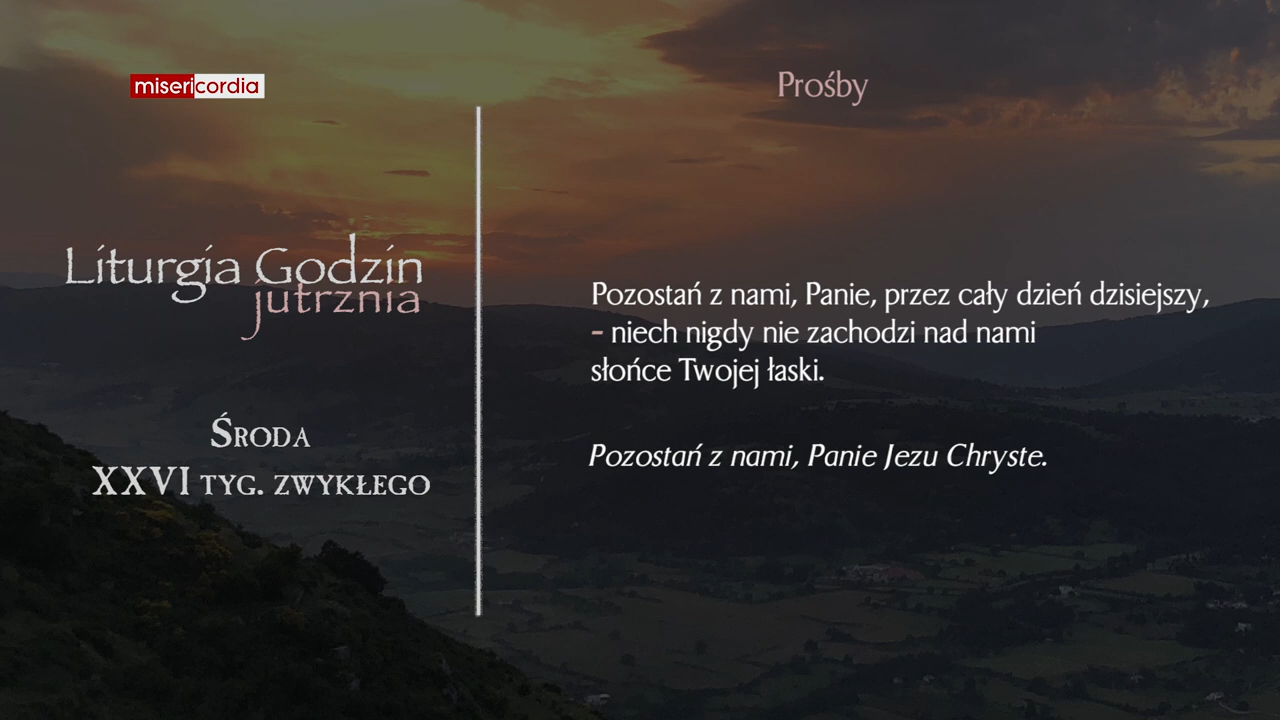 misericordia
Prośby
Liturgia Godzin
jutrznia
Środa
XXVI tyg. zwykłego
Pozostań z nami, Panie, przez cały dzień dzisiejszy,
– niech nigdy nie zachodzi nad nami
słońce Twojej łaski.
Pozostań z nami, Panie Jezu Chryste.